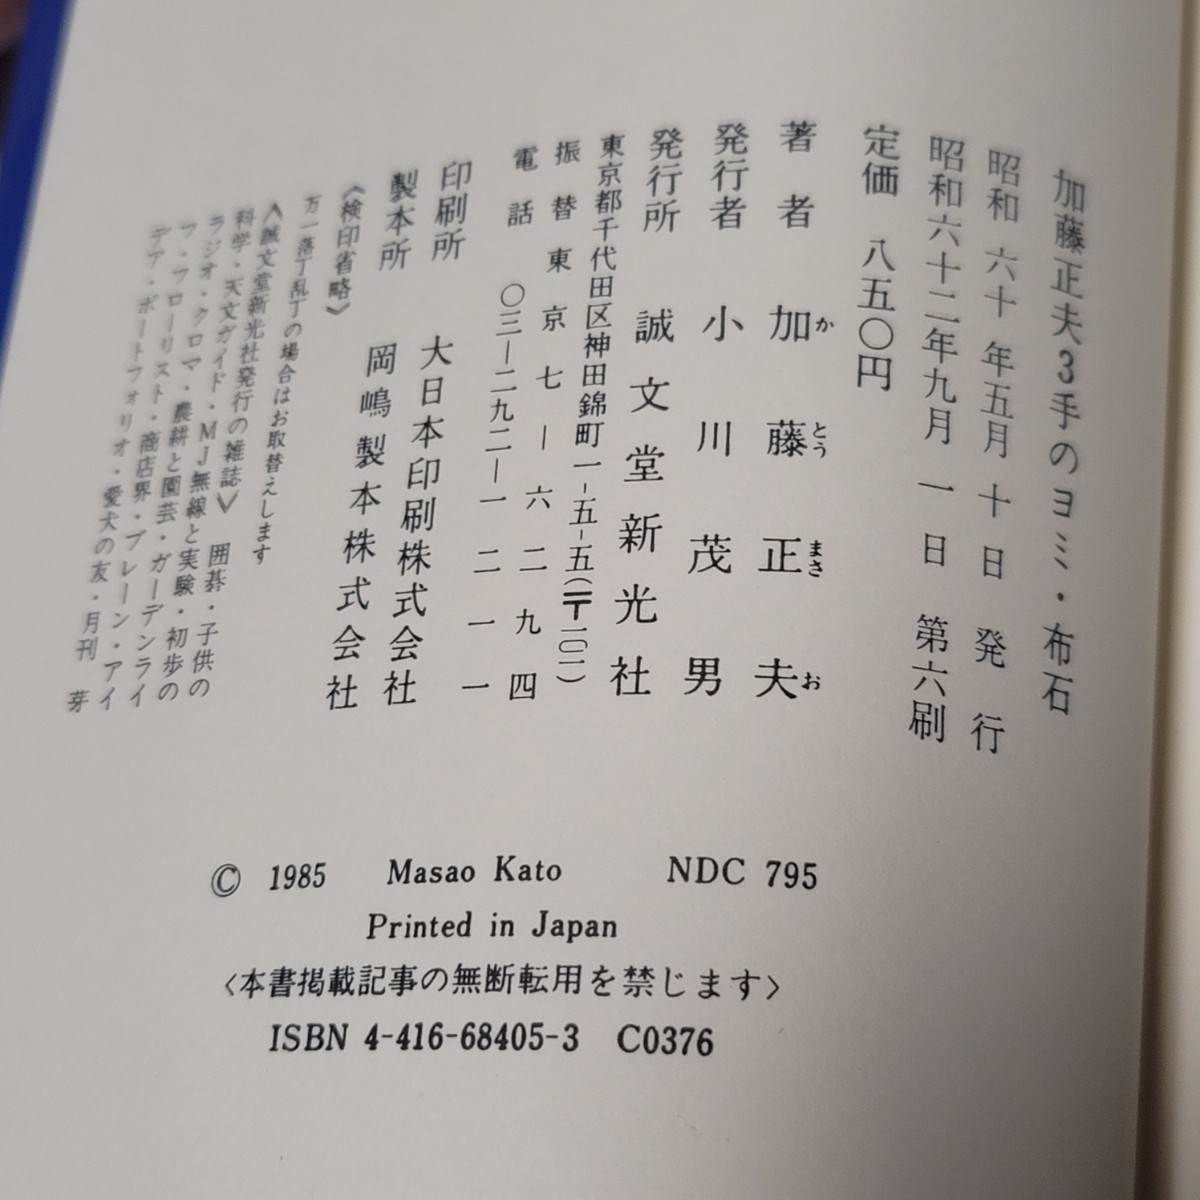 加藤正夫3手のヨミ・布石
昭和 六十 年五月 十 日 発 行
昭和六十二年九月 一 日 第六刷
定価 八五〇円
著者 加藤正夫
かとうまさお
発行者 小川茂男
発行所 誠文堂新光社
東京都千代田区神田錦町一-五-五(〒一〇一)
振替 東京七―六二九四
電話 〇三―二九二―一二一一
印刷所 大日本印刷株式会社
製本所 岡嶋製本株式会社
《検印省略》
万一落丁乱丁の場合はお取替えします
《誠文堂新光社発行の雑誌》 囲碁・子供の
科学・天文ガイド・MJ無線と実験・初歩の
ラジオ・クロマ・農耕と園芸・ガーデンライ
フ・フローリスト・商店界・ブレーン・アイ
デア・ポートフォリオ・愛犬の友・月刊 芽
© 1985 Masao Kato NDC 795
Printed in Japan
〈本書掲載記事の無断転用を禁じます〉
ISBN 4-416-68405-3 C0376